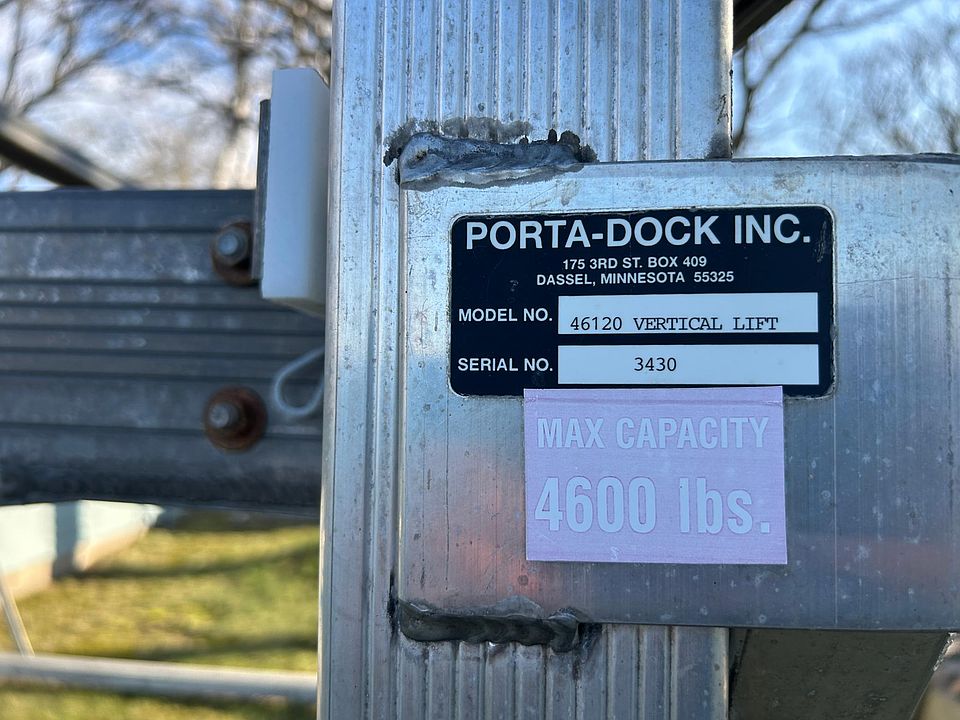 PORTA-DOCK INC.
175 3RD ST. BOX 409
DASSEL, MINNESOTA 55325
MODEL NO. 46120 VERTICAL LIFT
SERIAL NO. 3430
MAX CAPACITY
4600 lbs.